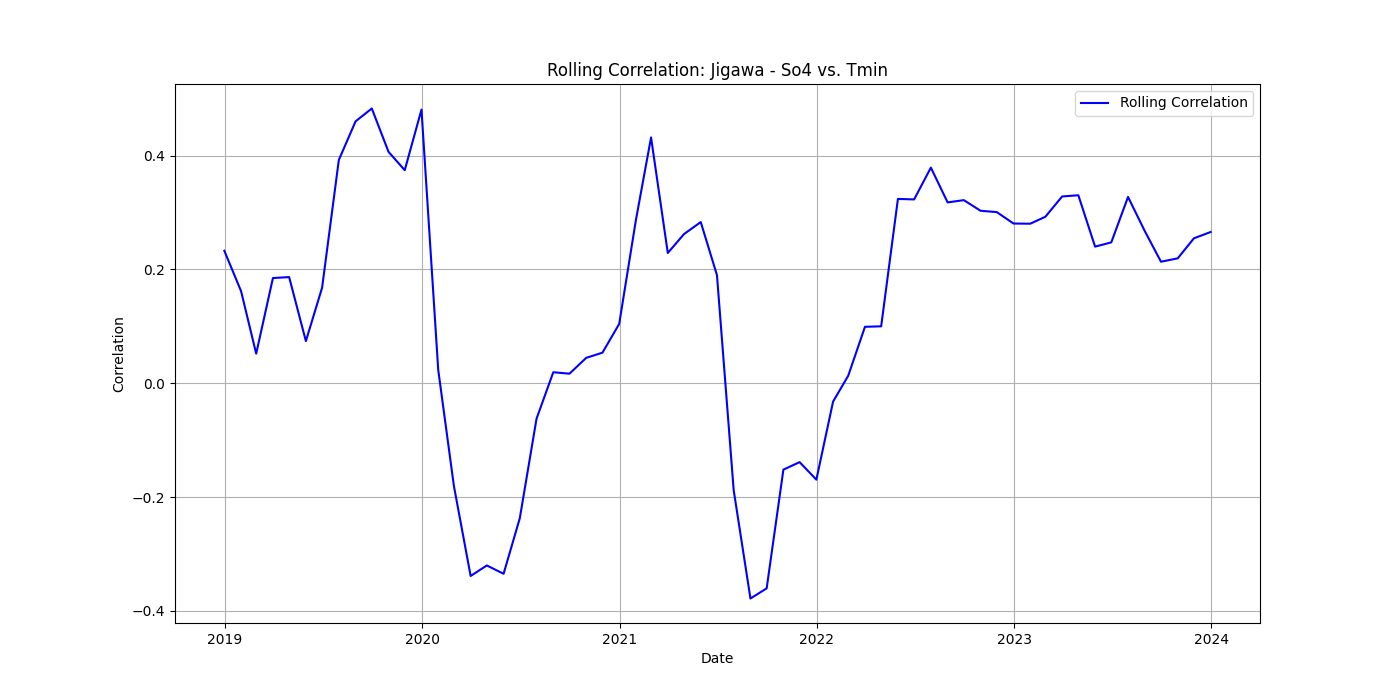 Rolling Correlation: Jigawa - So4 vs. Tmin
Rolling Correlation
0.4
0.2
0.0
−0.2
−0.4
Correlation
2019 2020 2021 2022 2023 2024
Date